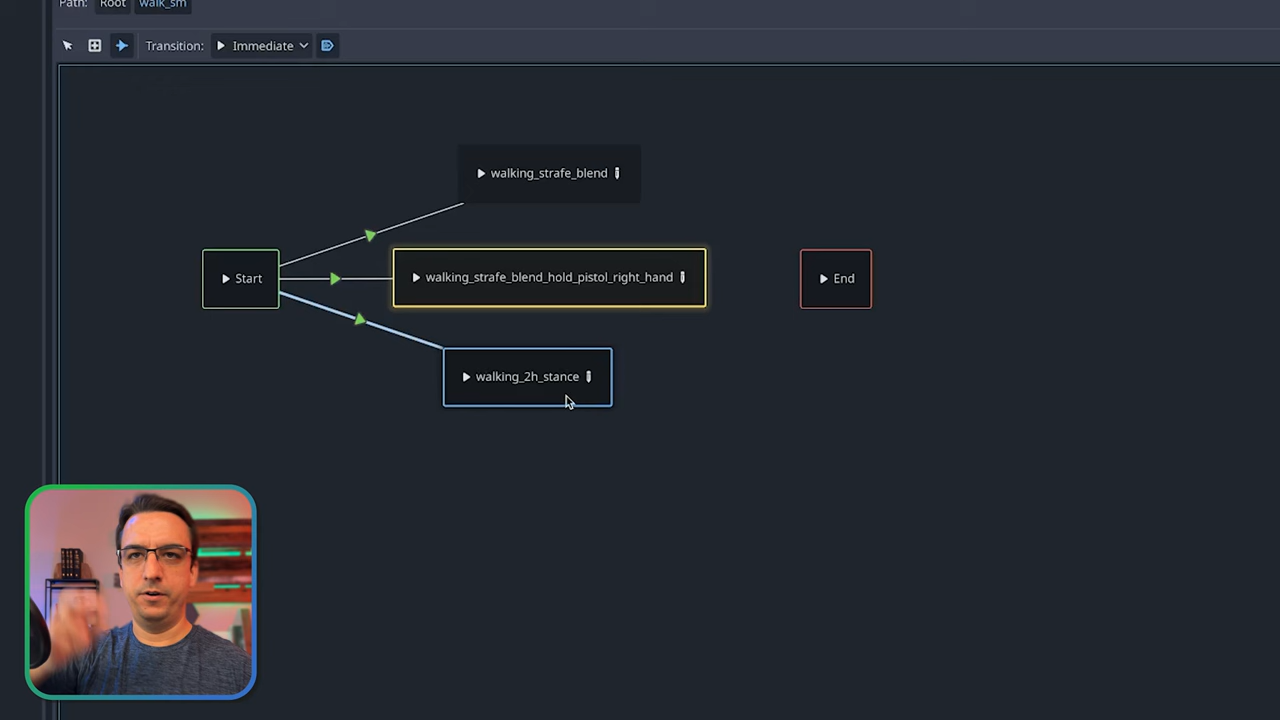 Path: Root walk_sm
Transition: Immediate
walking_strafe_blend
Start
walking_strafe_blend_hold_pistol_right_hand
End
walking_2h_stance